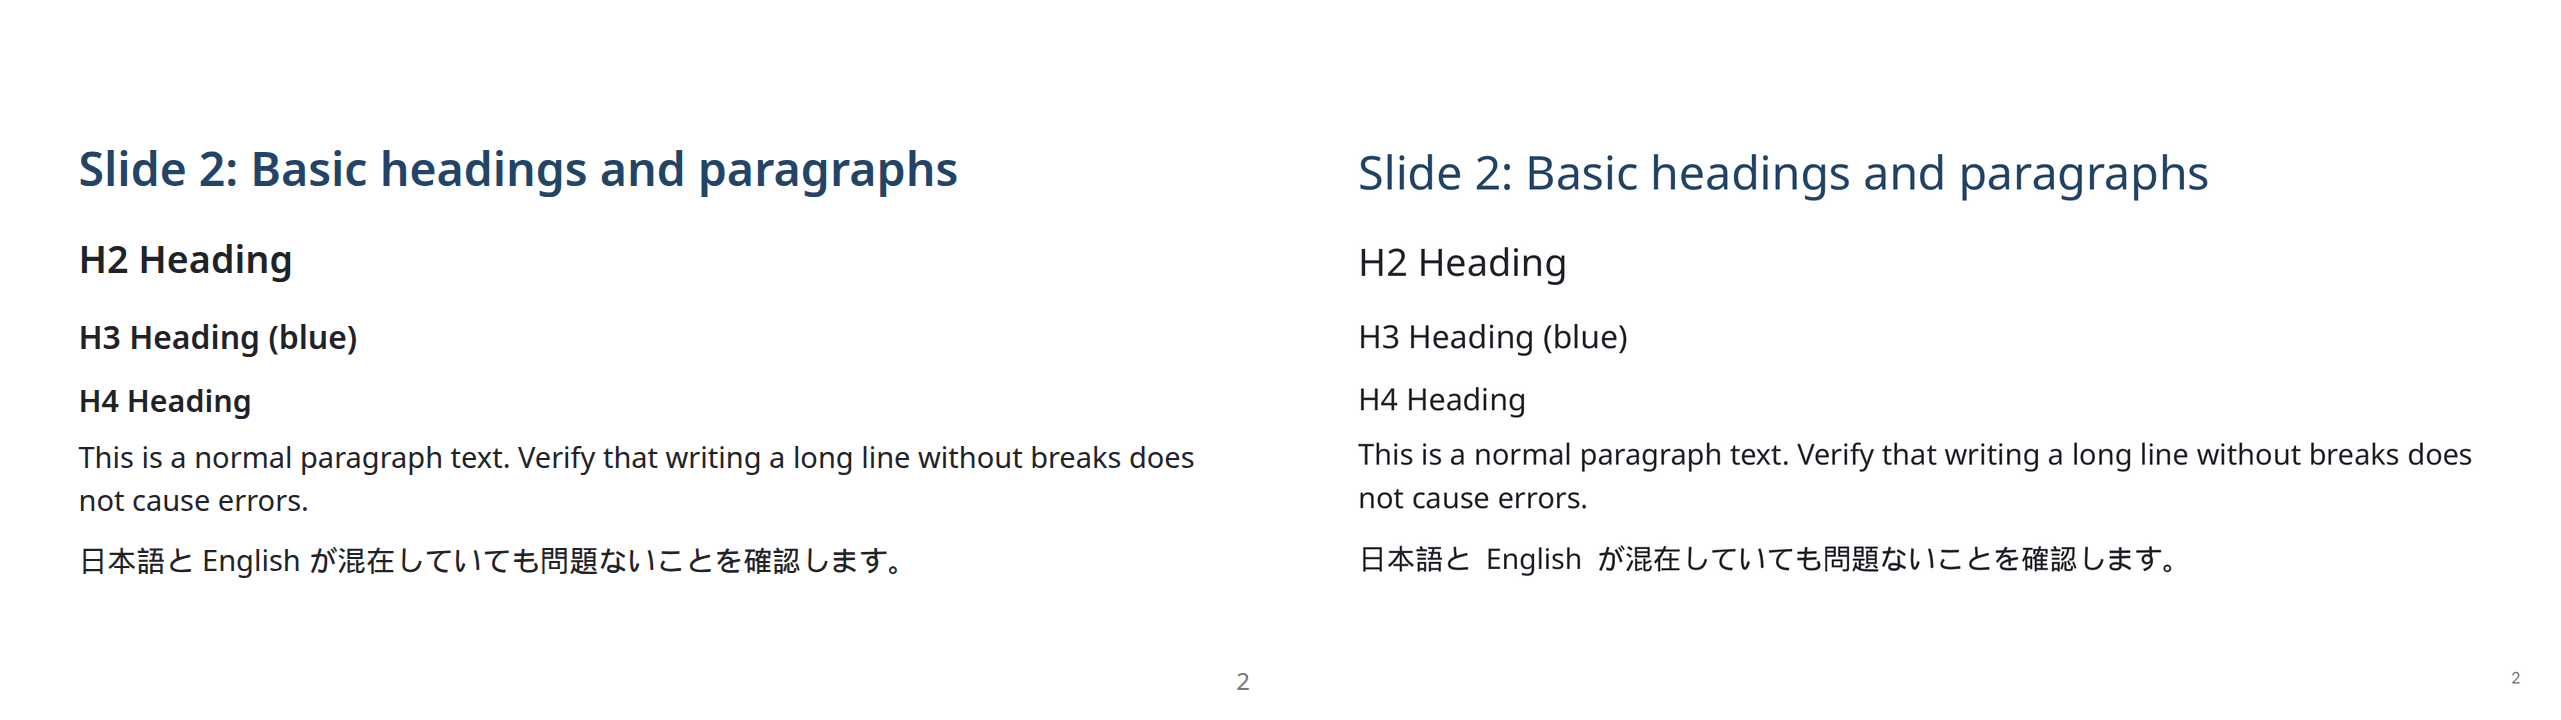 Slide 2: Basic headings and paragraphs
H2 Heading
H3 Heading (blue)
H4 Heading
This is a normal paragraph text. Verify that writing a long line without breaks does
not cause errors.
日本語と English が混在していても問題ないことを確認します。
2
Slide 2: Basic headings and paragraphs
H2 Heading
H3 Heading (blue)
H4 Heading
This is a normal paragraph text. Verify that writing a long line without breaks does
not cause errors.
日本語と English が混在していても問題ないことを確認します。
2